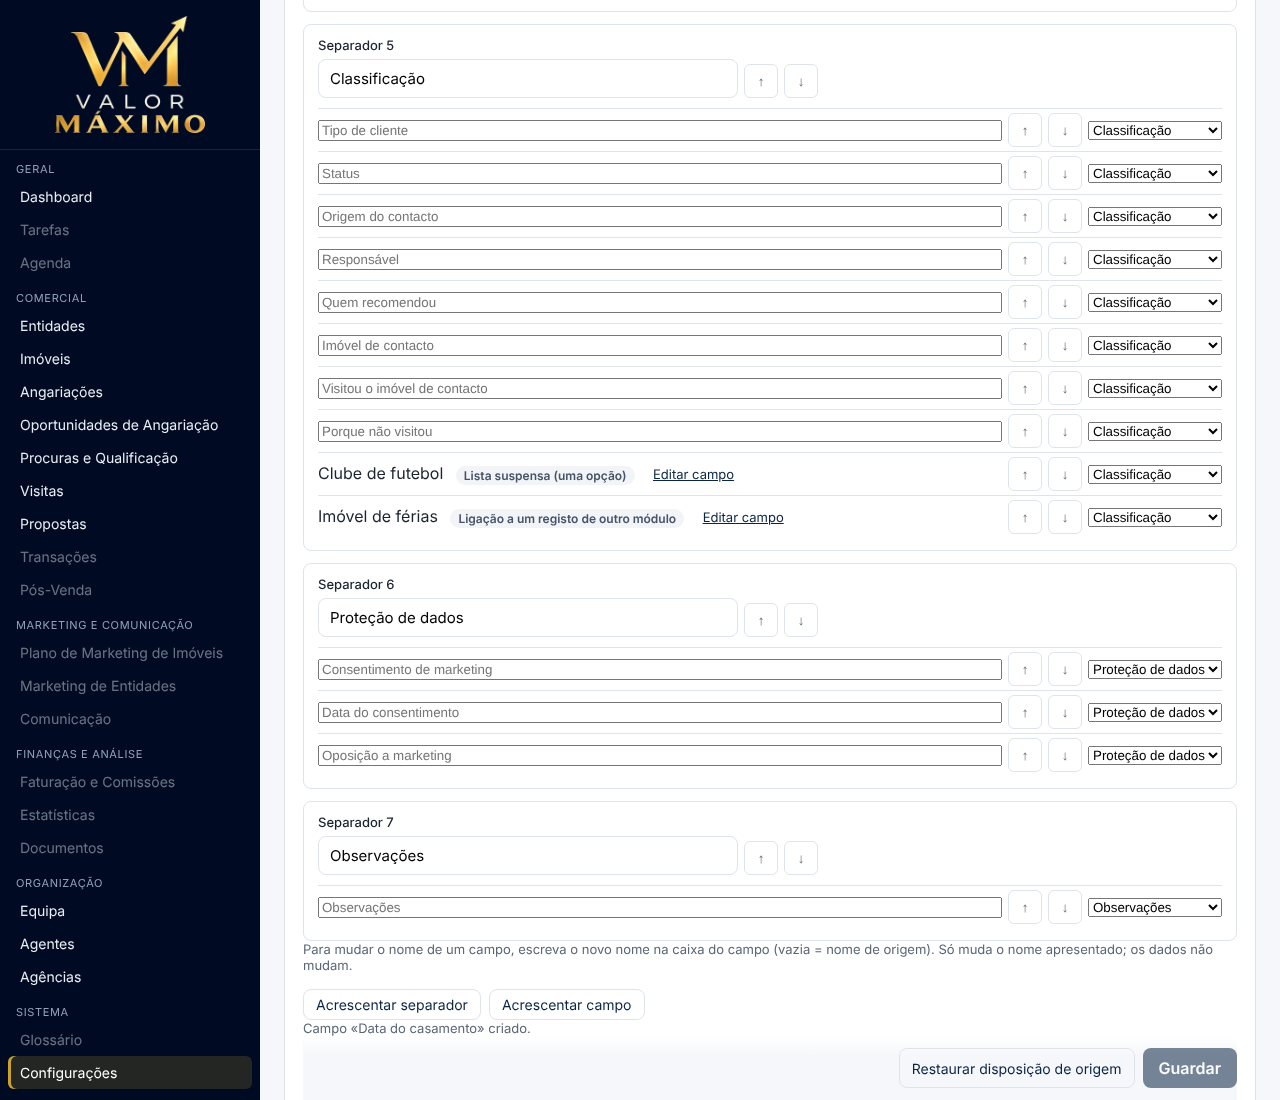 VM
VALOR
MÁXIMO
GERAL
Dashboard
Tarefas
Agenda
COMERCIAL
Entidades
Imóveis
Angariações
Oportunidades de Angariação
Procuras e Qualificação
Visitas
Propostas
Transações
Pós-Venda
MARKETING E COMUNICAÇÃO
Plano de Marketing de Imóveis
Marketing de Entidades
Comunicação
FINANÇAS E ANÁLISE
Faturação e Comissões
Estatísticas
Documentos
ORGANIZAÇÃO
Equipa
Agentes
Agências
SISTEMA
Glossário
Configurações
Separador 5
Classificação ↑ ↓
Tipo de cliente ↑ ↓ Classificação
Status ↑ ↓ Classificação
Origem do contacto ↑ ↓ Classificação
Responsável ↑ ↓ Classificação
Quem recomendou ↑ ↓ Classificação
Imóvel de contacto ↑ ↓ Classificação
Visitou o imóvel de contacto ↑ ↓ Classificação
Porque não visitou ↑ ↓ Classificação
Clube de futebol Lista suspensa (uma opção) Editar campo ↑ ↓ Classificação
Imóvel de férias Ligação a um registo de outro módulo Editar campo ↑ ↓ Classificação
Separador 6
Proteção de dados ↑ ↓
Consentimento de marketing ↑ ↓ Proteção de dados
Data do consentimento ↑ ↓ Proteção de dados
Oposição a marketing ↑ ↓ Proteção de dados
Separador 7
Observações ↑ ↓
Observações ↑ ↓ Observações
Para mudar o nome de um campo, escreva o novo nome na caixa do campo (vazia = nome de origem). Só muda o nome apresentado; os dados não
mudam.
Acrescentar separador Acrescentar campo
Campo «Data do casamento» criado.
Restaurar disposição de origem Guardar